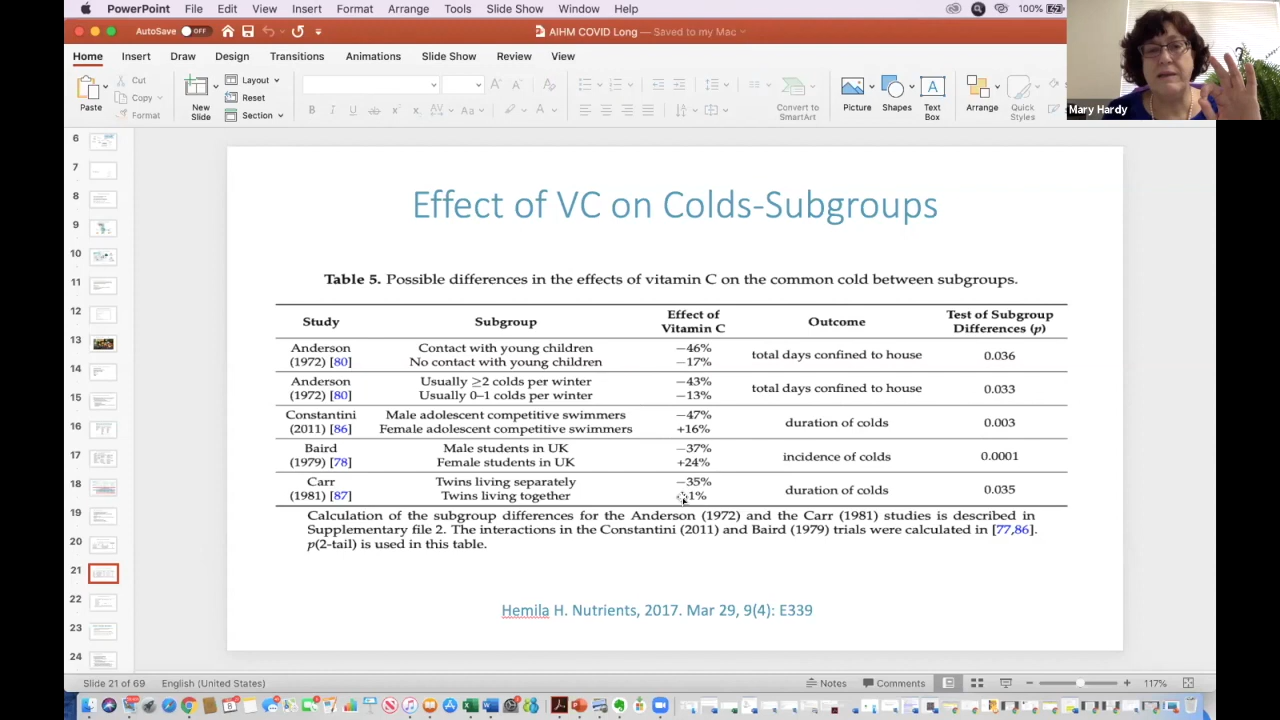 PowerPoint File Edit View Insert Format Arrange Tools Slide Show Window Help 100%
AutoSave OFF AIHM COVID Long — Saved to my Mac
Home Insert Draw Design Transitions Animations Slide Show Review View
Paste Cut Copy Format New Slide Layout Reset Section Convert to SmartArt Picture Shapes Text Box Arrange Quick Styles
Mary Hardy
6
7
8
9
10
11
12
13
14
15
16
17
18
19
20
21
22
23
24
Effect of VC on Colds-Subgroups
Table 5. Possible differences in the effects of vitamin C on the common cold between subgroups.
Study Subgroup Effect of Vitamin C Outcome Test of Subgroup Differences (p)
Anderson Contact with young children −46% total days confined to house 0.036
(1972) [80] No contact with young children −17%
Anderson Usually ≥2 colds per winter −43% total days confined to house 0.033
(1972) [80] Usually 0–1 colds per winter −13%
Constantini Male adolescent competitive swimmers −47% duration of colds 0.003
(2011) [86] Female adolescent competitive swimmers +16%
Baird Male students in UK −37% incidence of colds 0.0001
(1979) [78] Female students in UK +24%
Carr Twins living separately −35% duration of colds 0.035
(1981) [87] Twins living together 1%
Calculation of the subgroup differences for the Anderson (1972) and the Carr (1981) studies is described in
Supplementary file 2. The interactions in the Constantini (2011) and Baird (1979) trials were calculated in [77,86].
p(2-tail) is used in this table.
Hemila H. Nutrients, 2017. Mar 29, 9(4): E339
Slide 21 of 69 English (United States) Notes Comments 117%